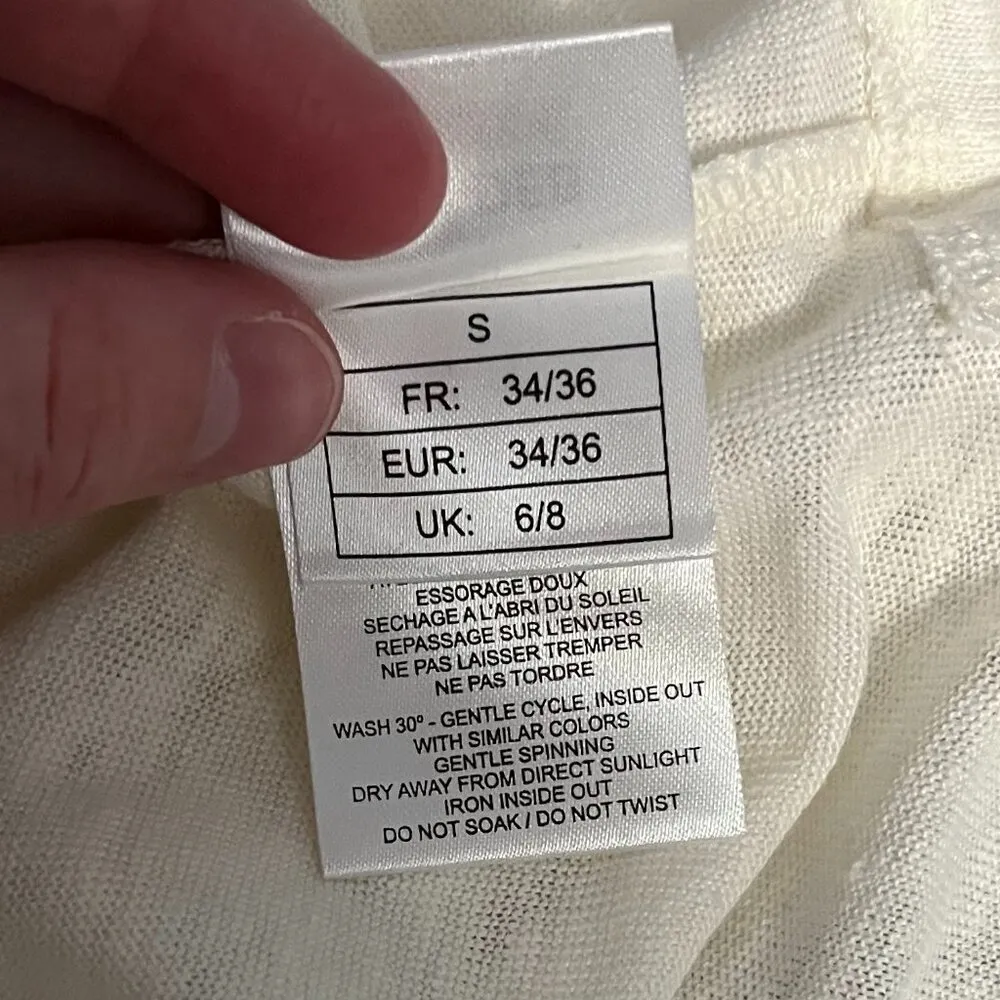 S
FR: 34/36
EUR: 34/36
UK: 6/8
ESSORAGE DOUX
SECHAGE A L'ABRI DU SOLEIL
REPASSAGE SUR L'ENVERS
NE PAS LAISSER TREMPER
NE PAS TORDRE
WASH 30º - GENTLE CYCLE, INSIDE OUT
WITH SIMILAR COLORS
GENTLE SPINNING
DRY AWAY FROM DIRECT SUNLIGHT
IRON INSIDE OUT
DO NOT SOAK / DO NOT TWIST